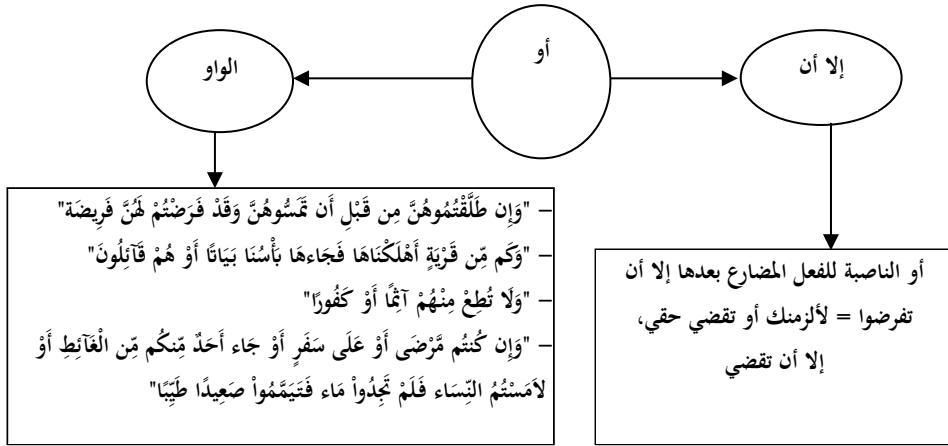 أو
إلا أن
الواو
أو الناصبة للفعل المضارع بعدها إلا أن
تفرضوا = لألزمنك أو تقضي حقي،
إلا أن تقضي
– "وَإِن طَلَّقْتُمُوهُنَّ مِن قَبْلِ أَن تَمَسُّوهُنَّ وَقَدْ فَرَضْتُمْ لَهُنَّ فَرِيضَة"
– "وَكَم مِّن قَرْيَةٍ أَهْلَكْنَاهَا فَجَاءهَا بَأْسُنَا بَيَاتًا أَوْ هُمْ قَآئِلُونَ"
– "وَلَا تُطِعْ مِنْهُمْ آثِمًا أَوْ كَفُورًا"
– "وَإِن كُنتُم مَّرْضَى أَوْ عَلَى سَفَرٍ أَوْ جَاء أَحَدٌ مِّنكُم مِّن الْغَآئِطِ أَوْ
لاَمَسْتُمُ النِّسَاء فَلَمْ تَجِدُواْ مَاء فَتَيَمَّمُواْ صَعِيدًا طَيِّبًا"